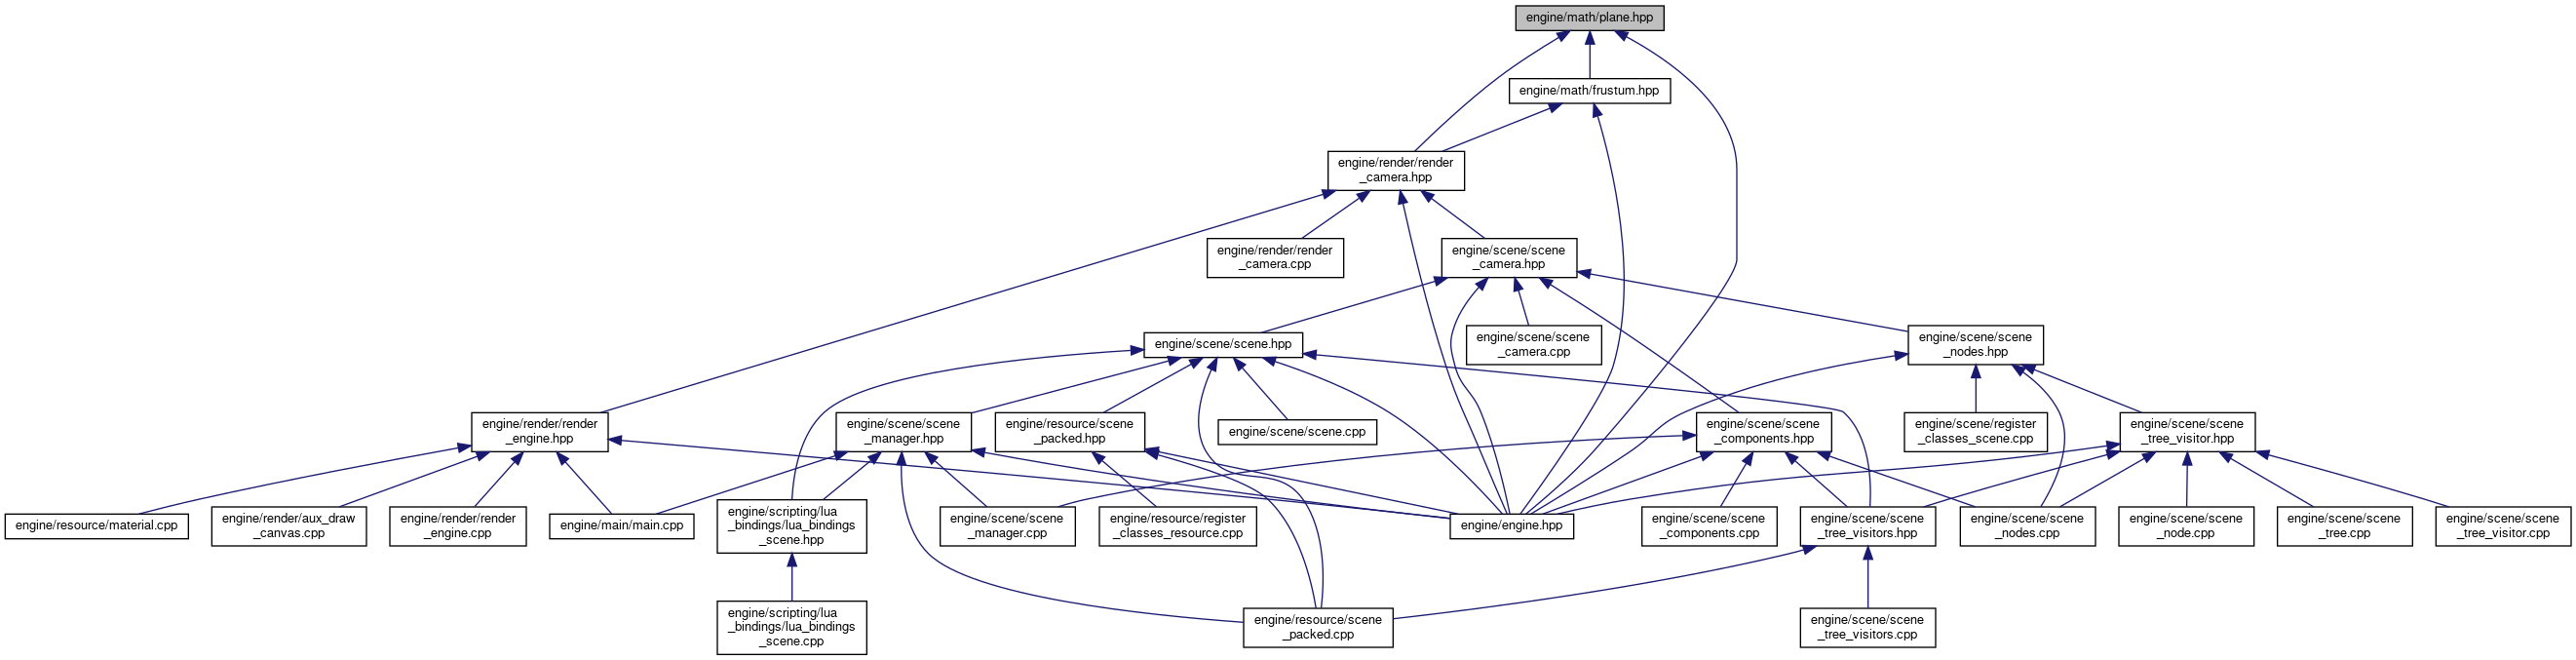 engine/math/plane.hpp
engine/math/frustum.hpp
engine/render/render
_camera.hpp
engine/render/render
_camera.cpp
engine/scene/scene
_camera.hpp
engine/scene/scene.hpp
engine/scene/scene
_camera.cpp
engine/scene/scene
_nodes.hpp
engine/render/render
_engine.hpp
engine/scene/scene
_manager.hpp
engine/resource/scene
_packed.hpp
engine/scene/scene.cpp
engine/scene/scene
_components.hpp
engine/scene/register
_classes_scene.cpp
engine/scene/scene
_tree_visitor.hpp
engine/resource/material.cpp
engine/render/aux_draw
_canvas.cpp
engine/render/render
_engine.cpp
engine/main/main.cpp
engine/scripting/lua
_bindings/lua_bindings
_scene.hpp
engine/scene/scene
_manager.cpp
engine/resource/register
_classes_resource.cpp
engine/engine.hpp
engine/scene/scene
_components.cpp
engine/scene/scene
_tree_visitors.hpp
engine/scene/scene
_nodes.cpp
engine/scene/scene
_node.cpp
engine/scene/scene
_tree.cpp
engine/scene/scene
_tree_visitor.cpp
engine/scripting/lua
_bindings/lua_bindings
_scene.cpp
engine/resource/scene
_packed.cpp
engine/scene/scene
_tree_visitors.cpp